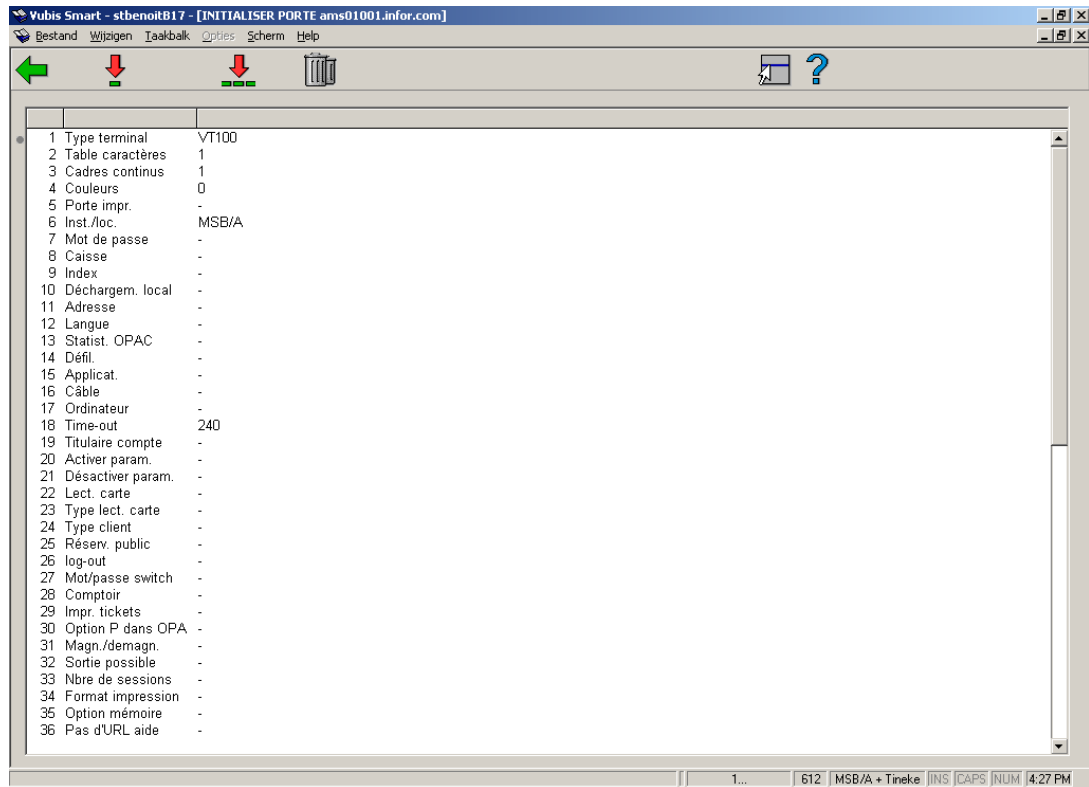 Vubis Smart - stbenoitB17 - [INITIALISER PORTE ams01001.infor.com]
Bestand Wijzigen Taakbalk Opties Scherm Help
1 Type terminal VT100
2 Table caractères 1
3 Cadres continus 1
4 Couleurs 0
5 Porte impr. -
6 Inst./loc. MSB/A
7 Mot de passe -
8 Caisse -
9 Index -
10 Déchargem. local -
11 Adresse -
12 Langue -
13 Statist. OPAC -
14 Défil. -
15 Applicat. -
16 Câble -
17 Ordinateur -
18 Time-out 240
19 Titulaire compte -
20 Activer param. -
21 Désactiver param. -
22 Lect. carte -
23 Type lect. carte -
24 Type client -
25 Réserv. public -
26 log-out -
27 Mot/passe switch -
28 Comptoir -
29 Impr. tickets -
30 Option P dans OPA -
31 Magn./demagn. -
32 Sortie possible -
33 Nbre de sessions -
34 Format impression -
35 Option mémoire -
36 Pas d'URL aide -
1... 612 MSB/A + Tineke INS CAPS NUM 4:27 PM